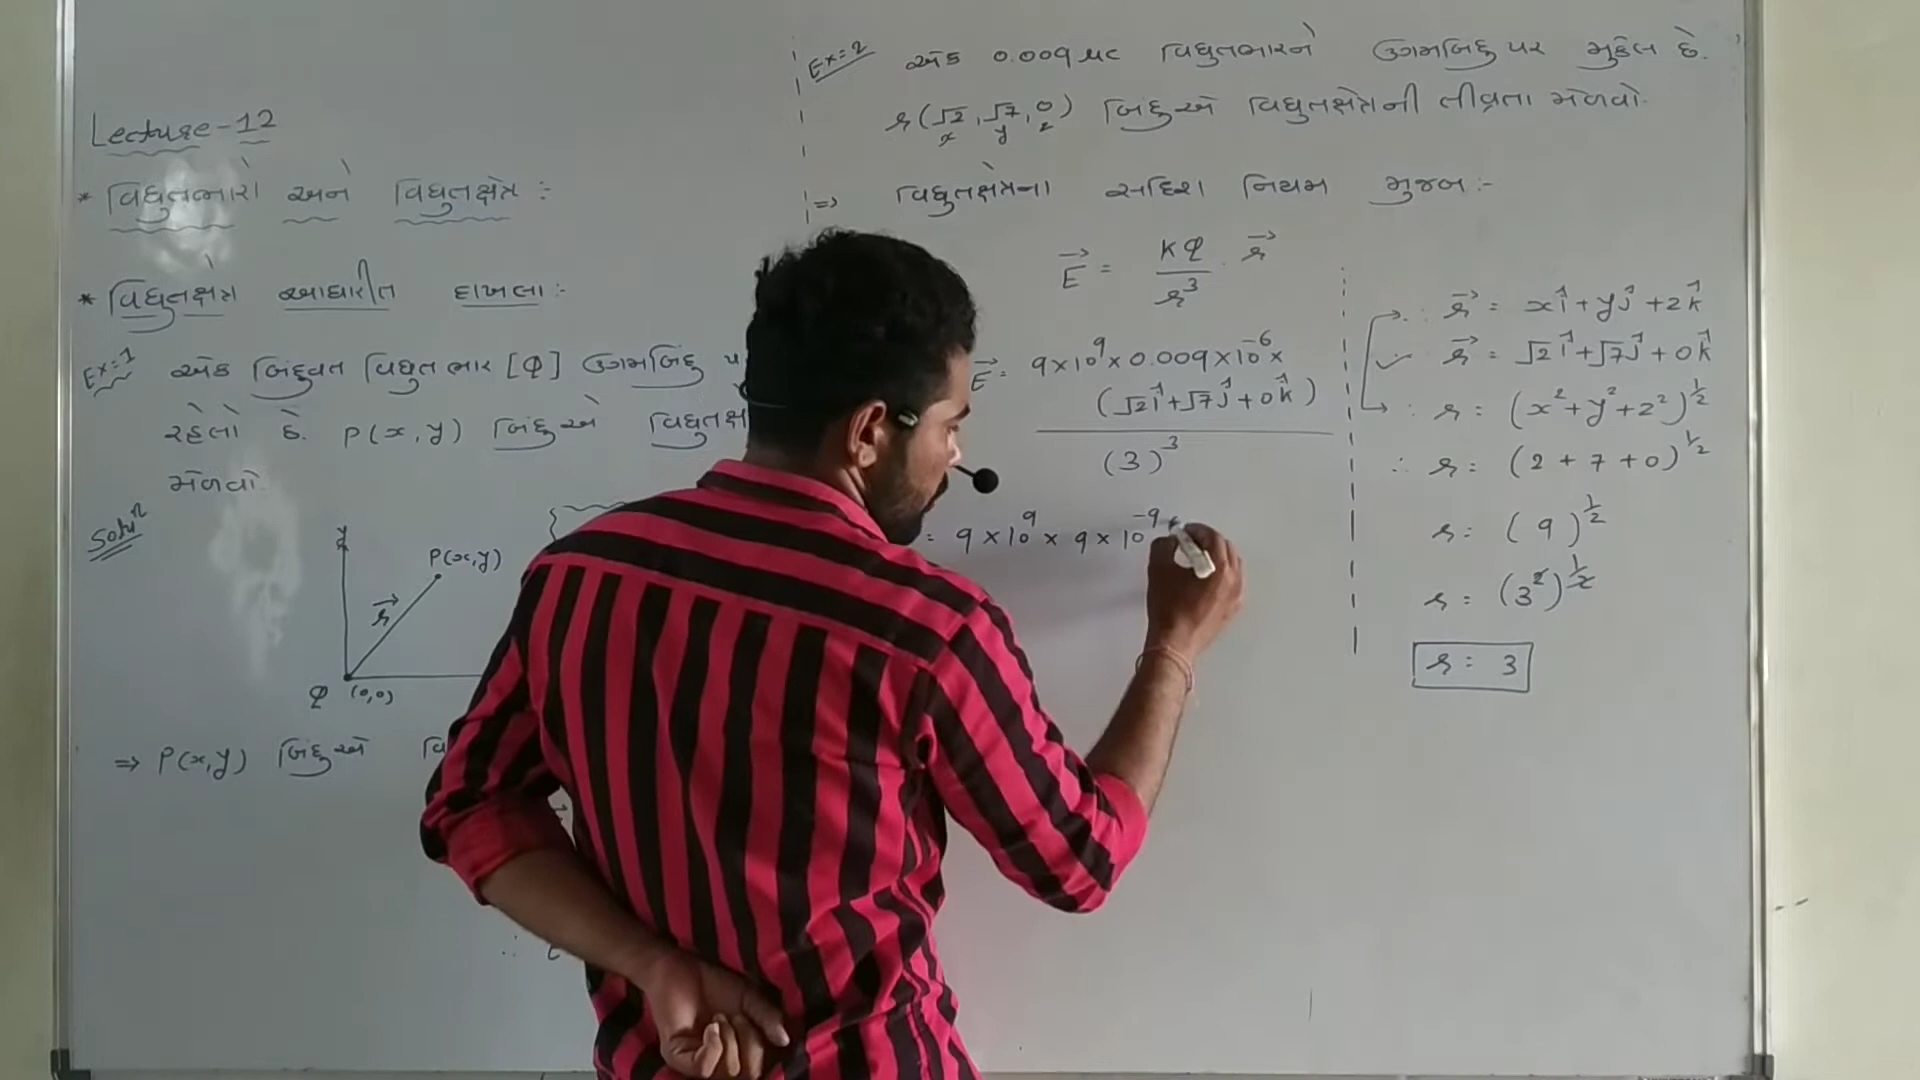 Lecture-12
* વિદ્યુતભારો અને વિદ્યુતક્ષેત્ર :-
* વિદ્યુતક્ષેત્ર આધારીત દાખલા :-
Ex:-1 એક બિંદુવત વિદ્યુતભાર [Q] ઉગમબિંદુ
રહેલો છે. P(x,y) બિંદુએ
મેળવો.
Soluⁿ
y
P(x,y)
r⃗
Q (0,0)
⇒ P(x,y) બિંદુએ
Ex:-2 એક 0.009 μC વિદ્યુતભારને ઉગમબિંદુ પર મુકેલ છે.
r(√2, √7, 0) બિંદુએ વિદ્યુતક્ષેત્રની તીવ્રતા મેળવો.
x y z
⇒ વિદ્યુતક્ષેત્રના સદિશ નિયમ મુજબ :-
E⃗ = KQ/r³ · r⃗
E⃗ = 9×10⁹×0.009×10⁻⁶×
(√2î+√7ĵ+0k̂)
(3)³
= 9×10⁹×9×10⁻⁹
∴ r⃗ = xî+yĵ+zk̂
r⃗ = √2î+√7ĵ+0k̂
∴ r = (x²+y²+z²)^½
∴ r = (2+7+0)^½
r = (9)^½
r = (3²)^½
r = 3